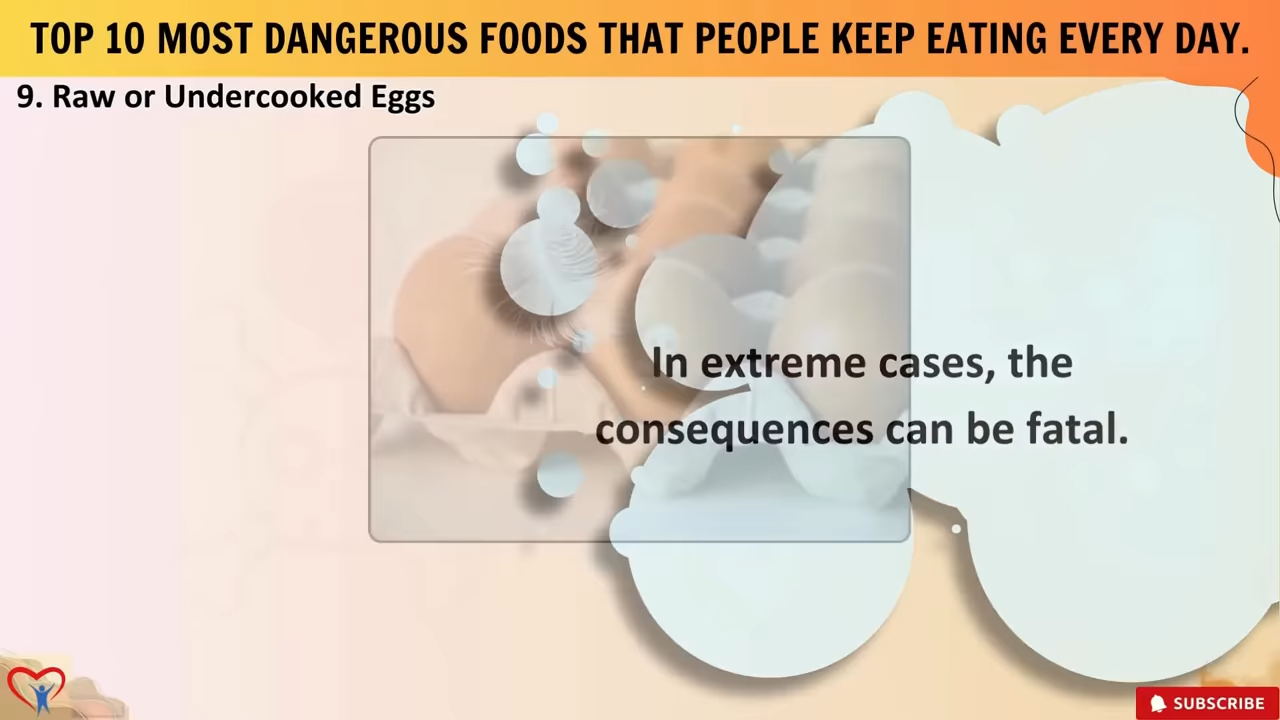 TOP 10 MOST DANGEROUS FOODS THAT PEOPLE KEEP EATING EVERY DAY.
9. Raw or Undercooked Eggs
In extreme cases, the
consequences can be fatal.
SUBSCRIBE